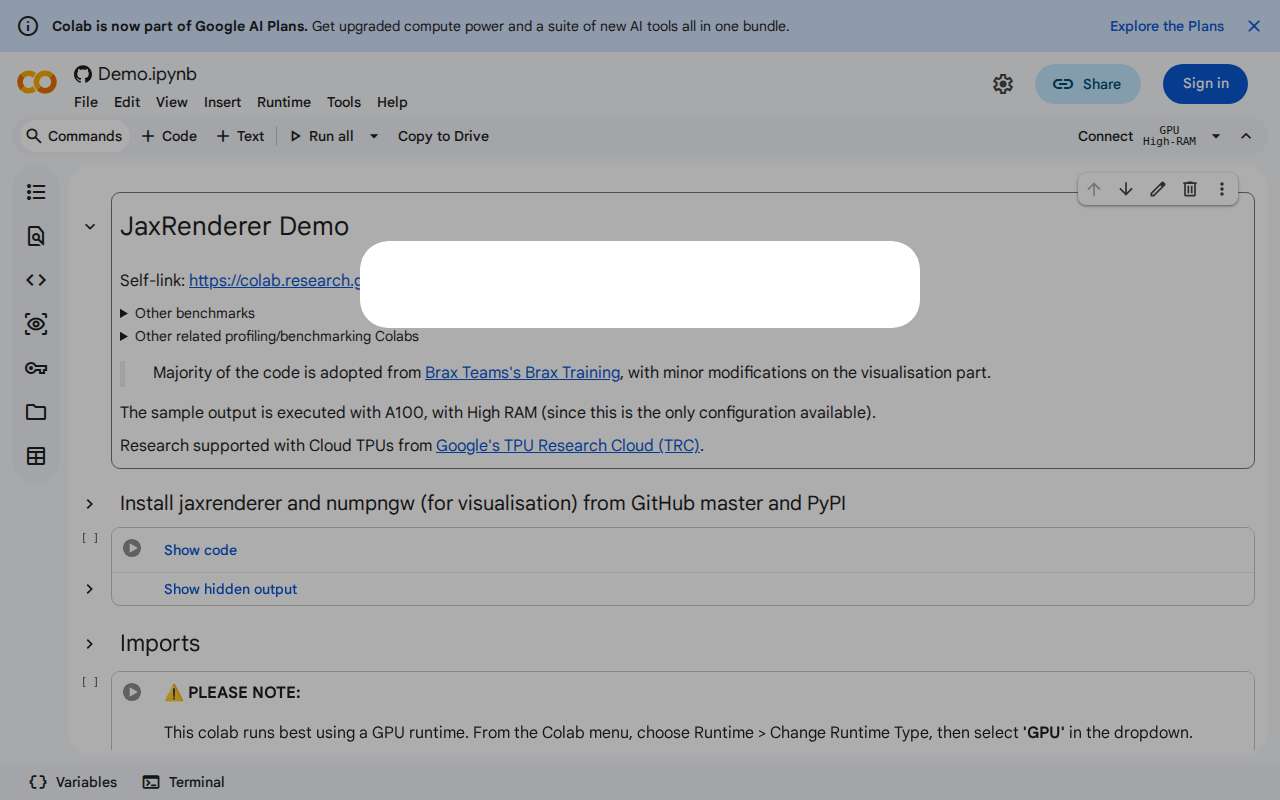 Colab is now part of Google AI Plans. Get upgraded compute power and a suite of new AI tools all in one bundle.
Explore the Plans
Demo.ipynb
File Edit View Insert Runtime Tools Help
Share
Sign in
Commands + Code + Text Run all Copy to Drive
Connect GPU High-RAM
JaxRenderer Demo
Self-link: https://colab.research.g
Other benchmarks
Other related profiling/benchmarking Colabs
Majority of the code is adopted from Brax Teams's Brax Training, with minor modifications on the visualisation part.
The sample output is executed with A100, with High RAM (since this is the only configuration available).
Research supported with Cloud TPUs from Google's TPU Research Cloud (TRC).
Install jaxrenderer and numpngw (for visualisation) from GitHub master and PyPI
[ ]
Show code
Show hidden output
Imports
[ ]
⚠️ PLEASE NOTE:
This colab runs best using a GPU runtime. From the Colab menu, choose Runtime > Change Runtime Type, then select 'GPU' in the dropdown.
Variables Terminal